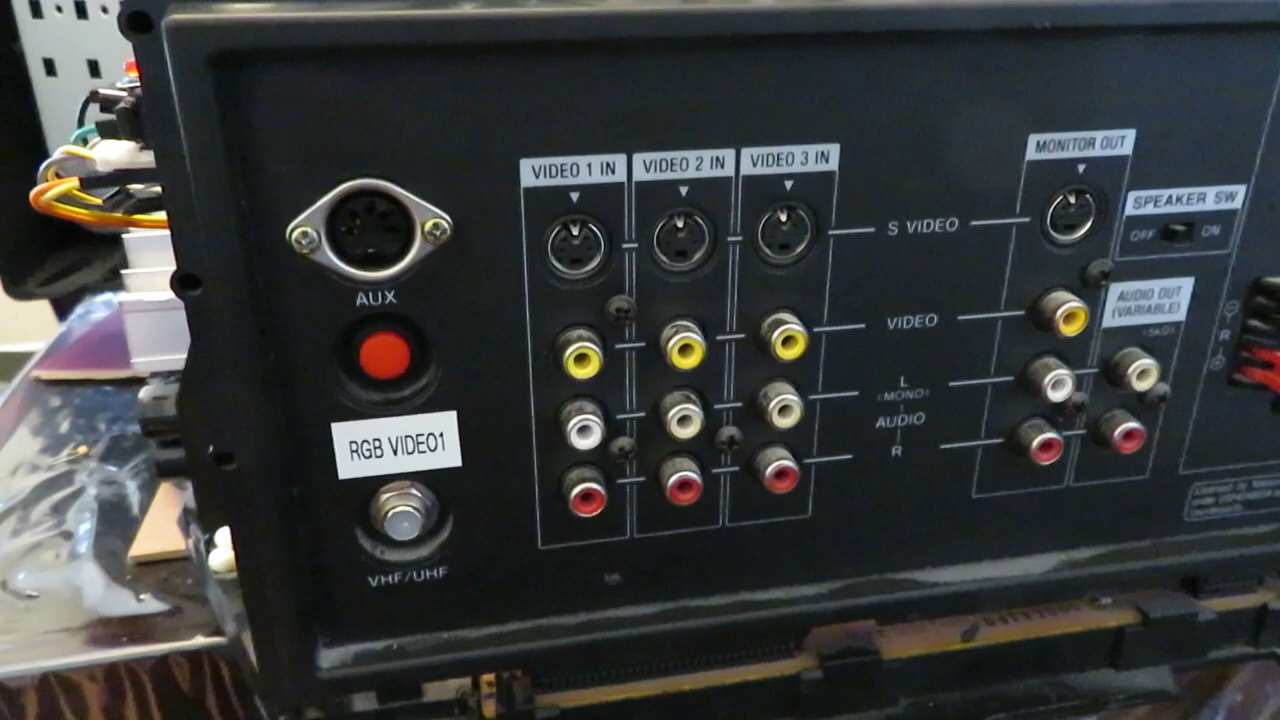 AUX
RGB VIDEO1
VHF/UHF
VIDEO 1 IN
VIDEO 2 IN
VIDEO 3 IN
S VIDEO
VIDEO
L
(MONO)
AUDIO
R
MONITOR OUT
SPEAKER SW
OFF
ON
AUDIO OUT
(VARIABLE)
(5kΩ)
R